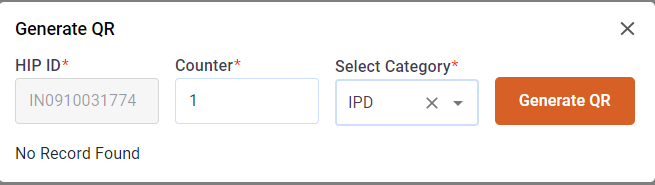 Generate QR
HIP ID* Counter* Select Category*
IN0910031774 1 IPD Generate QR
No Record Found